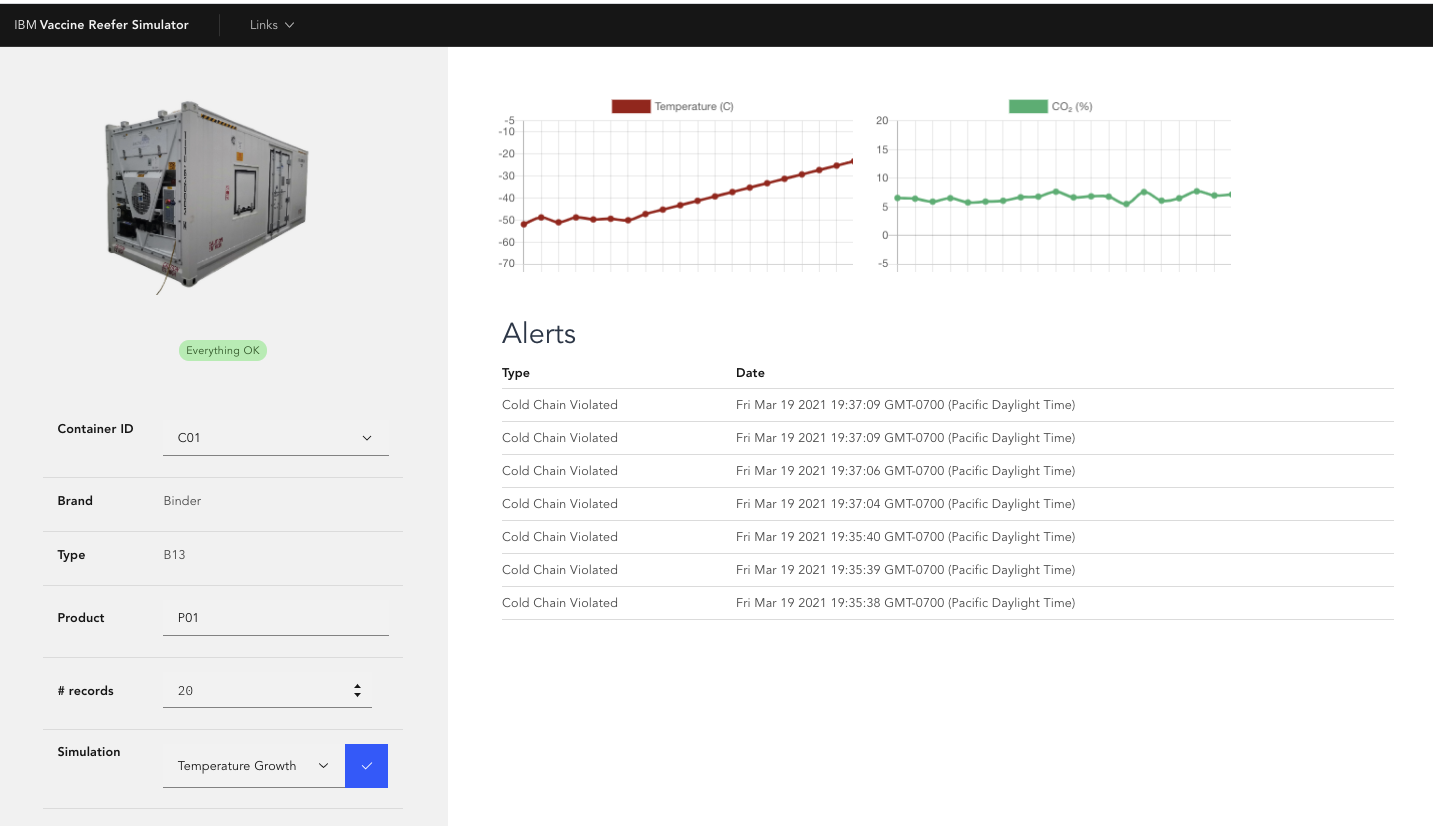 IBM Vaccine Reefer Simulator
Links
Everything OK
Container ID
C01
Brand
Binder
Type
B13
Product
P01
# records
20
Simulation
Temperature Growth
Temperature (C)
-5
-10
-20
-30
-40
-50
-60
-70
CO₂ (%)
20
15
10
5
0
-5
Alerts
Type Date
Cold Chain Violated Fri Mar 19 2021 19:37:09 GMT-0700 (Pacific Daylight Time)
Cold Chain Violated Fri Mar 19 2021 19:37:09 GMT-0700 (Pacific Daylight Time)
Cold Chain Violated Fri Mar 19 2021 19:37:06 GMT-0700 (Pacific Daylight Time)
Cold Chain Violated Fri Mar 19 2021 19:37:04 GMT-0700 (Pacific Daylight Time)
Cold Chain Violated Fri Mar 19 2021 19:35:40 GMT-0700 (Pacific Daylight Time)
Cold Chain Violated Fri Mar 19 2021 19:35:39 GMT-0700 (Pacific Daylight Time)
Cold Chain Violated Fri Mar 19 2021 19:35:38 GMT-0700 (Pacific Daylight Time)